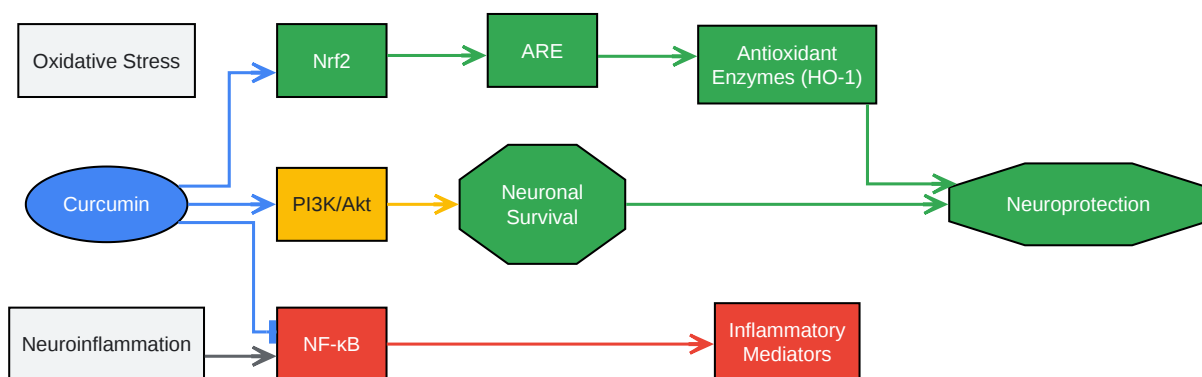 Oxidative Stress
Nrf2
ARE
Antioxidant
Enzymes (HO-1)
Curcumin
PI3K/Akt
Neuronal
Survival
Neuroprotection
Neuroinflammation
NF-κB
Inflammatory
Mediators